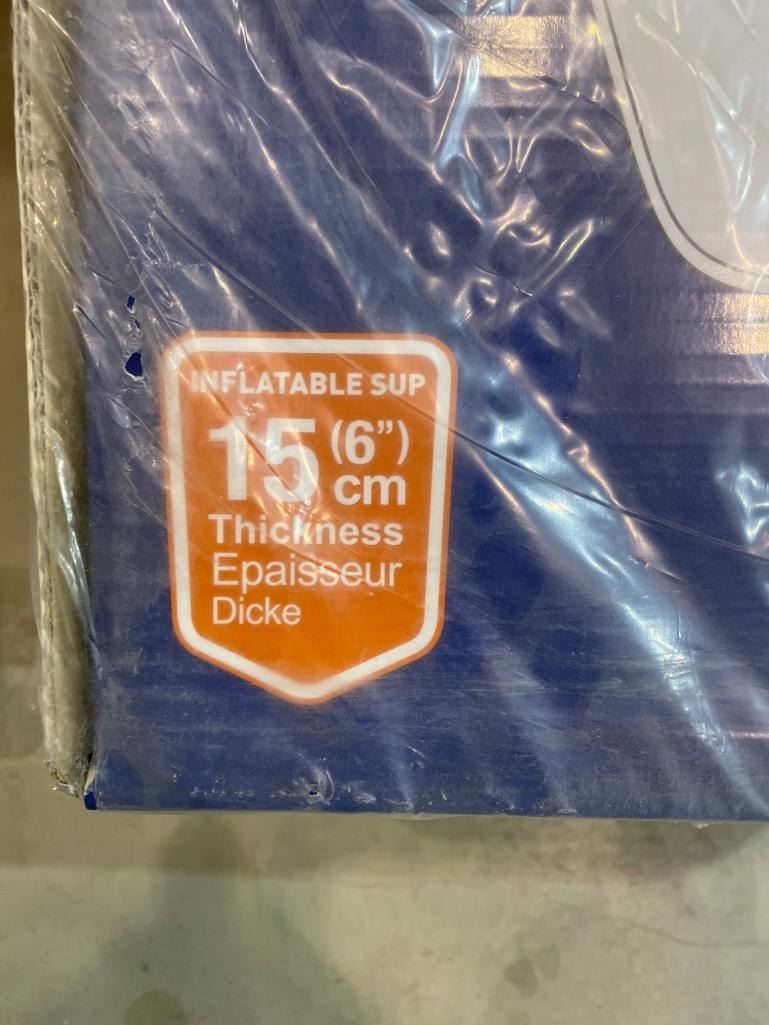 INFLATABLE SUP
15 (6”)
cm
Thickness
Epaisseur
Dicke